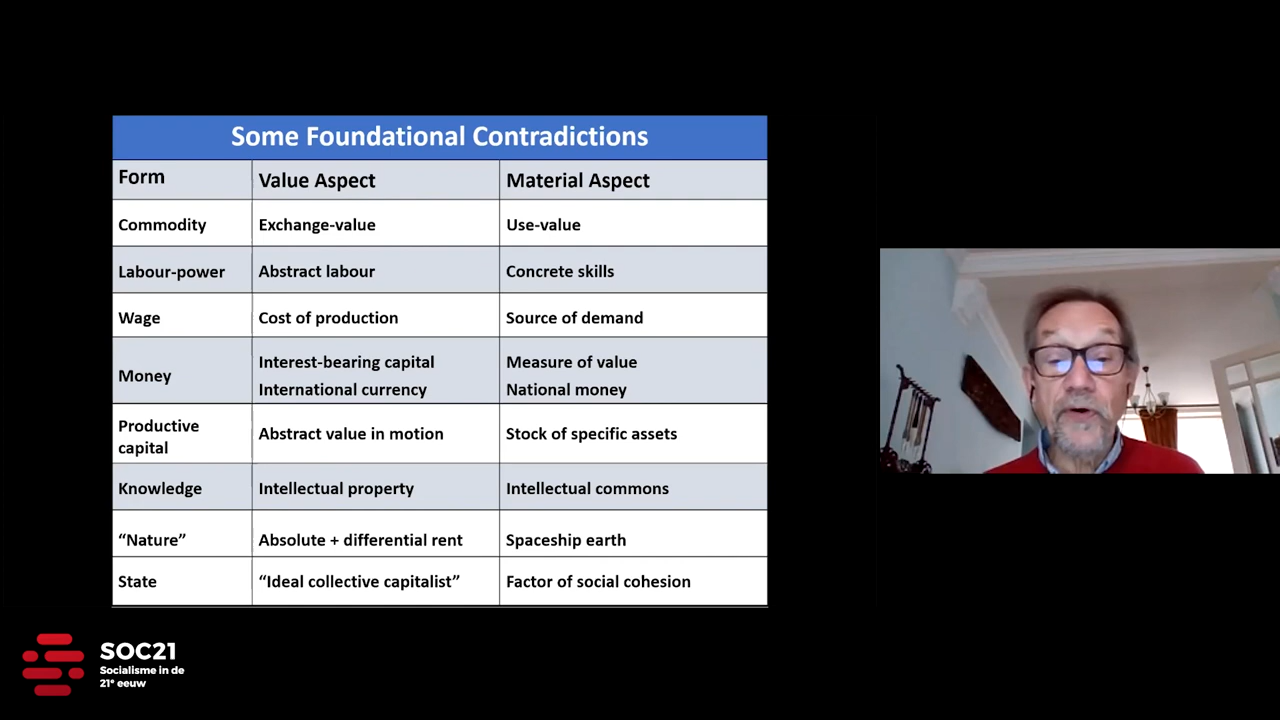 Some Foundational Contradictions
Form Value Aspect Material Aspect
Commodity Exchange-value Use-value
Labour-power Abstract labour Concrete skills
Wage Cost of production Source of demand
Money Interest-bearing capital Measure of value
International currency National money
Productive capital Abstract value in motion Stock of specific assets
Knowledge Intellectual property Intellectual commons
“Nature” Absolute + differential rent Spaceship earth
State “Ideal collective capitalist” Factor of social cohesion
SOC21
Socialisme in de
21e eeuw